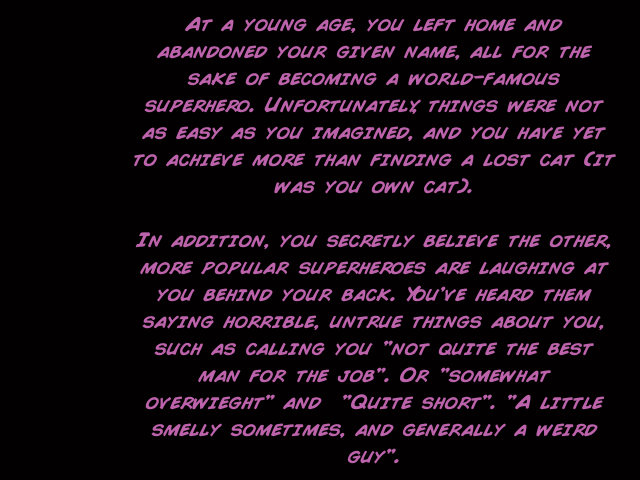 At a young age, you left home and
abandoned your given name, all for the
sake of becoming a world-famous
superhero. Unfortunately, things were not
as easy as you imagined, and you have yet
to achieve more than finding a lost cat (it
was you own cat).

In addition, you secretly believe the other,
more popular superheroes are laughing at
you behind your back. You've heard them
saying horrible, untrue things about you,
such as calling you "not quite the best
man for the job". Or "somewhat
overwieght" and "Quite short". "A little
smelly sometimes, and generally a weird
guy".